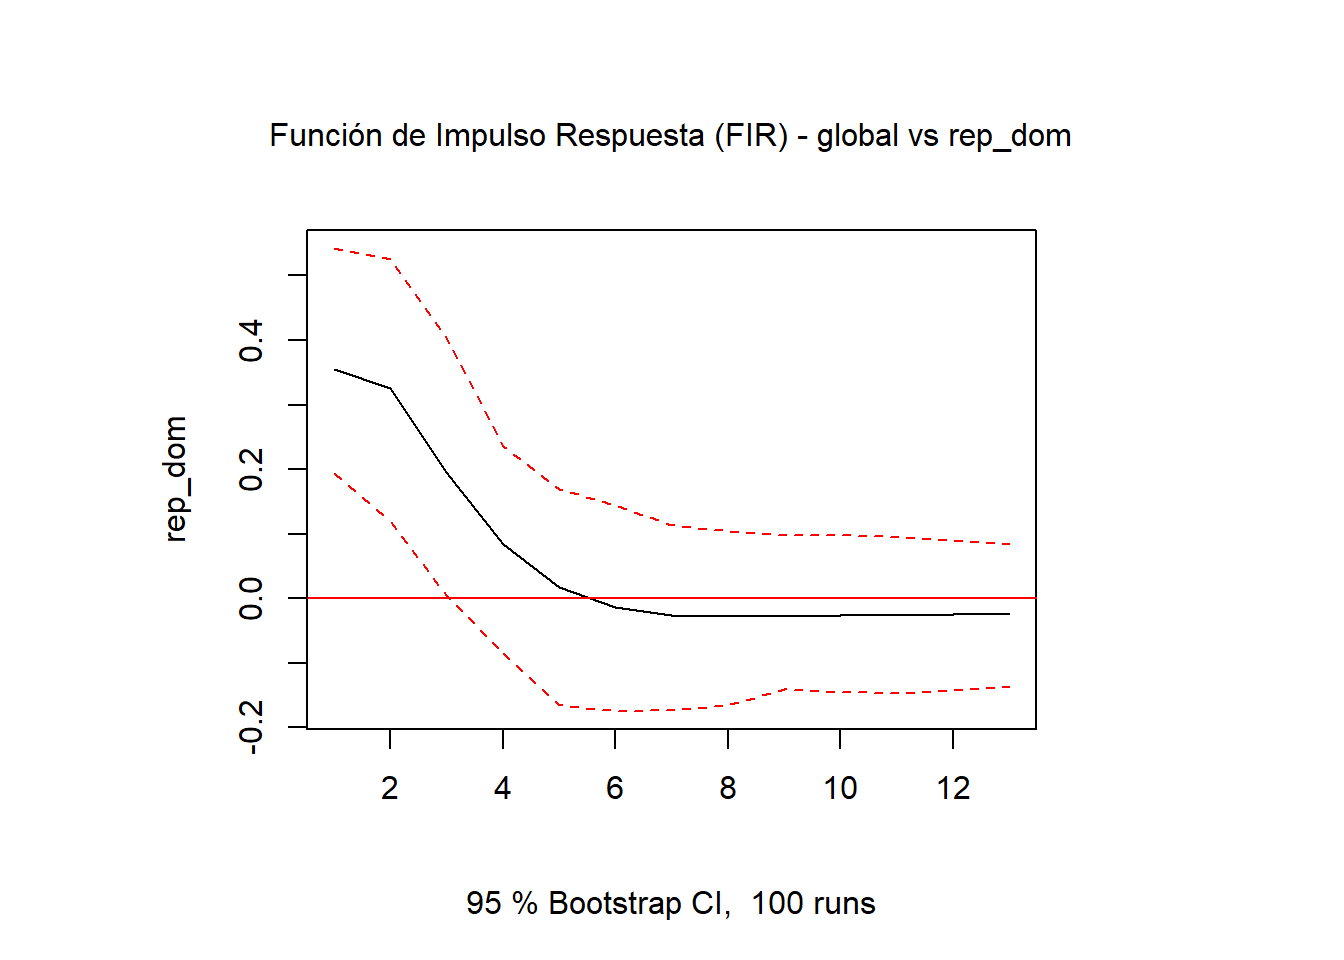 Función de Impulso Respuesta (FIR) - global vs rep_dom
rep_dom
0.4
0.2
0.0
-0.2
2 4 6 8 10 12
95 % Bootstrap CI,  100 runs